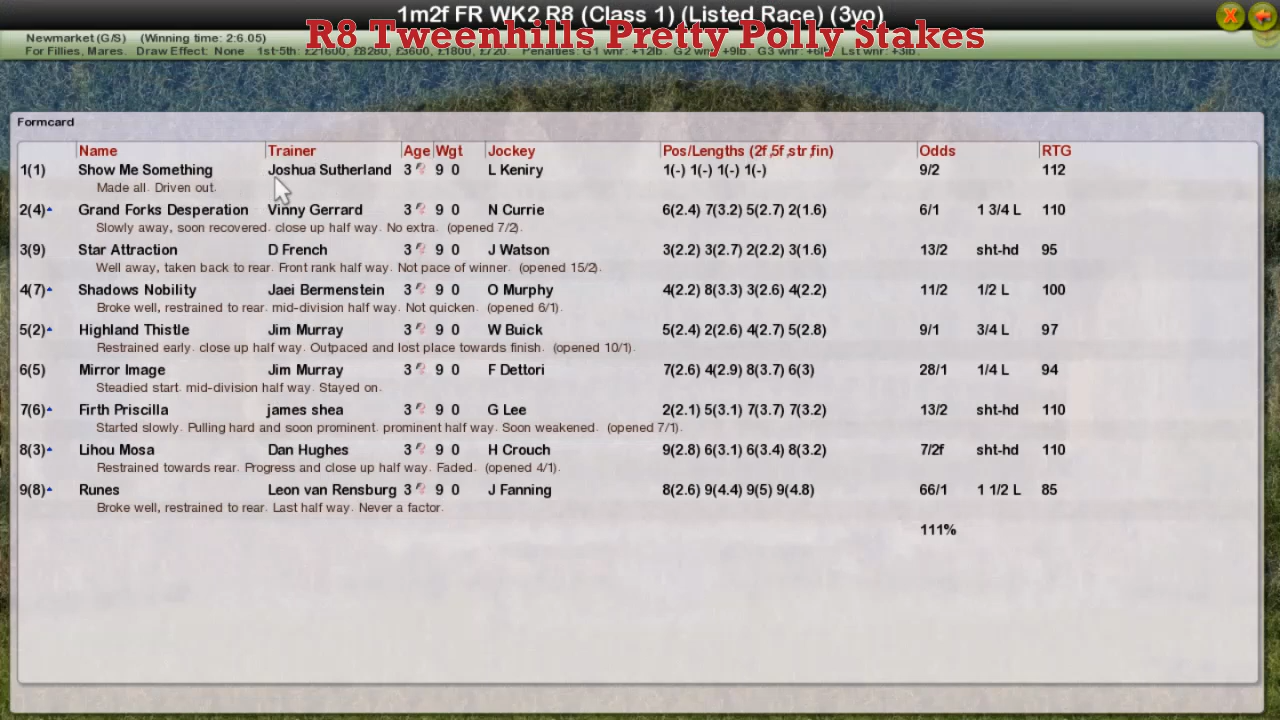 1m2f FR WK2 R8 (Class 1) (Listed Race) (3yo)
R8 Tweenhills Pretty Polly Stakes
Newmarket (G/S) (Winning time: 2:6.05)
For Fillies, Mares. Draw Effect: None 1st-5th: £21600, £8280, £3600, £1800, £720. Penalties: G1 wnr: +12lb. G2 wnr: +9lb. G3 wnr: +6lb. Lst wnr: +3lb.
Formcard
Name Trainer Age Wgt Jockey Pos/Lengths (2f,5f,str,fin) Odds RTG
1(1) Show Me Something Joshua Sutherland 3 9 0 L Keniry 1(-) 1(-) 1(-) 1(-) 9/2 112
Made all. Driven out.
2(4) Grand Forks Desperation Vinny Gerrard 3 9 0 N Currie 6(2.4) 7(3.2) 5(2.7) 2(1.6) 6/1 1 3/4 L 110
Slowly away, soon recovered. close up half way. No extra. (opened 7/2).
3(9) Star Attraction D French 3 9 0 J Watson 3(2.2) 3(2.7) 2(2.2) 3(1.6) 13/2 sht-hd 95
Well away, taken back to rear. Front rank half way. Not pace of winner. (opened 15/2).
4(7) Shadows Nobility Jaei Bermenstein 3 9 0 O Murphy 4(2.2) 8(3.3) 3(2.6) 4(2.2) 11/2 1/2 L 100
Broke well, restrained to rear. mid-division half way. Not quicken. (opened 6/1).
5(2) Highland Thistle Jim Murray 3 9 0 W Buick 5(2.4) 2(2.6) 4(2.7) 5(2.8) 9/1 3/4 L 97
Restrained early. close up half way. Outpaced and lost place towards finish. (opened 10/1).
6(5) Mirror Image Jim Murray 3 9 0 F Dettori 7(2.6) 4(2.9) 8(3.7) 6(3) 28/1 1/4 L 94
Steadied start. mid-division half way. Stayed on.
7(6) Firth Priscilla james shea 3 9 0 G Lee 2(2.1) 5(3.1) 7(3.7) 7(3.2) 13/2 sht-hd 110
Started slowly. Pulling hard and soon prominent. prominent half way. Soon weakened. (opened 7/1).
8(3) Lihou Mosa Dan Hughes 3 9 0 H Crouch 9(2.8) 6(3.1) 6(3.4) 8(3.2) 7/2f sht-hd 110
Restrained towards rear. Progress and close up half way. Faded. (opened 4/1).
9(8) Runes Leon van Rensburg 3 9 0 J Fanning 8(2.6) 9(4.4) 9(5) 9(4.8) 66/1 1 1/2 L 85
Broke well, restrained to rear. Last half way. Never a factor.
111%